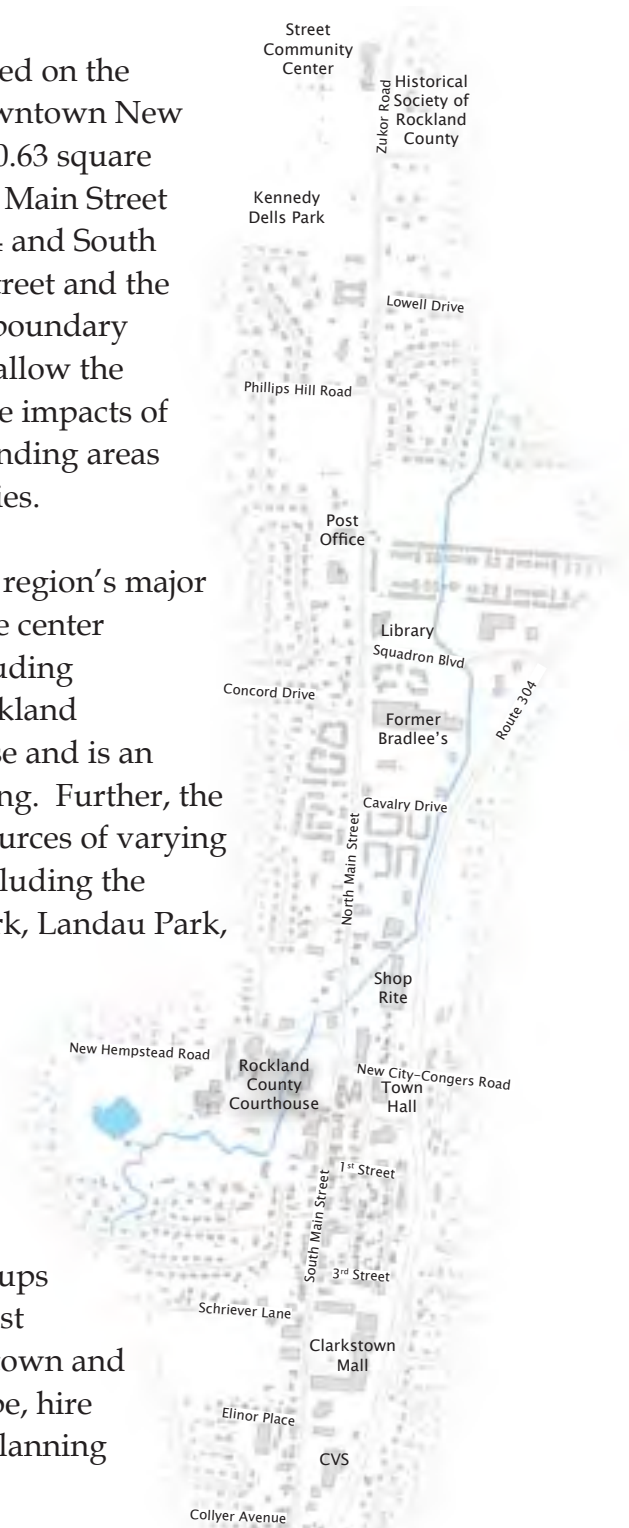 ed on the
wntown New
0.63 square
Main Street
and South
treet and the
boundary
allow the
e impacts of
nding areas
ies.
region's major
e center
uding
kland
se and is an
ng. Further, the
ources of varying
cluding the
rk, Landau Park,
ups
st
own and
be, hire
lanning
Street
Community
Center
Zukor Road
Historical
Society of
Rockland
County
Kennedy
Dells Park
Lowell Drive
Phillips Hill Road
Post
Office
Library
Squadron Blvd
Concord Drive
Route 304
Former
Bradlee's
Cavalry Drive
North Main Street
Shop
Rite
New Hempstead Road
Rockland
County
Courthouse
New City-Congers Road
Town
Hall
1st Street
South Main Street
3rd Street
Schriever Lane
Clarkstown
Mall
Elinor Place
CVS
Collyer Avenue